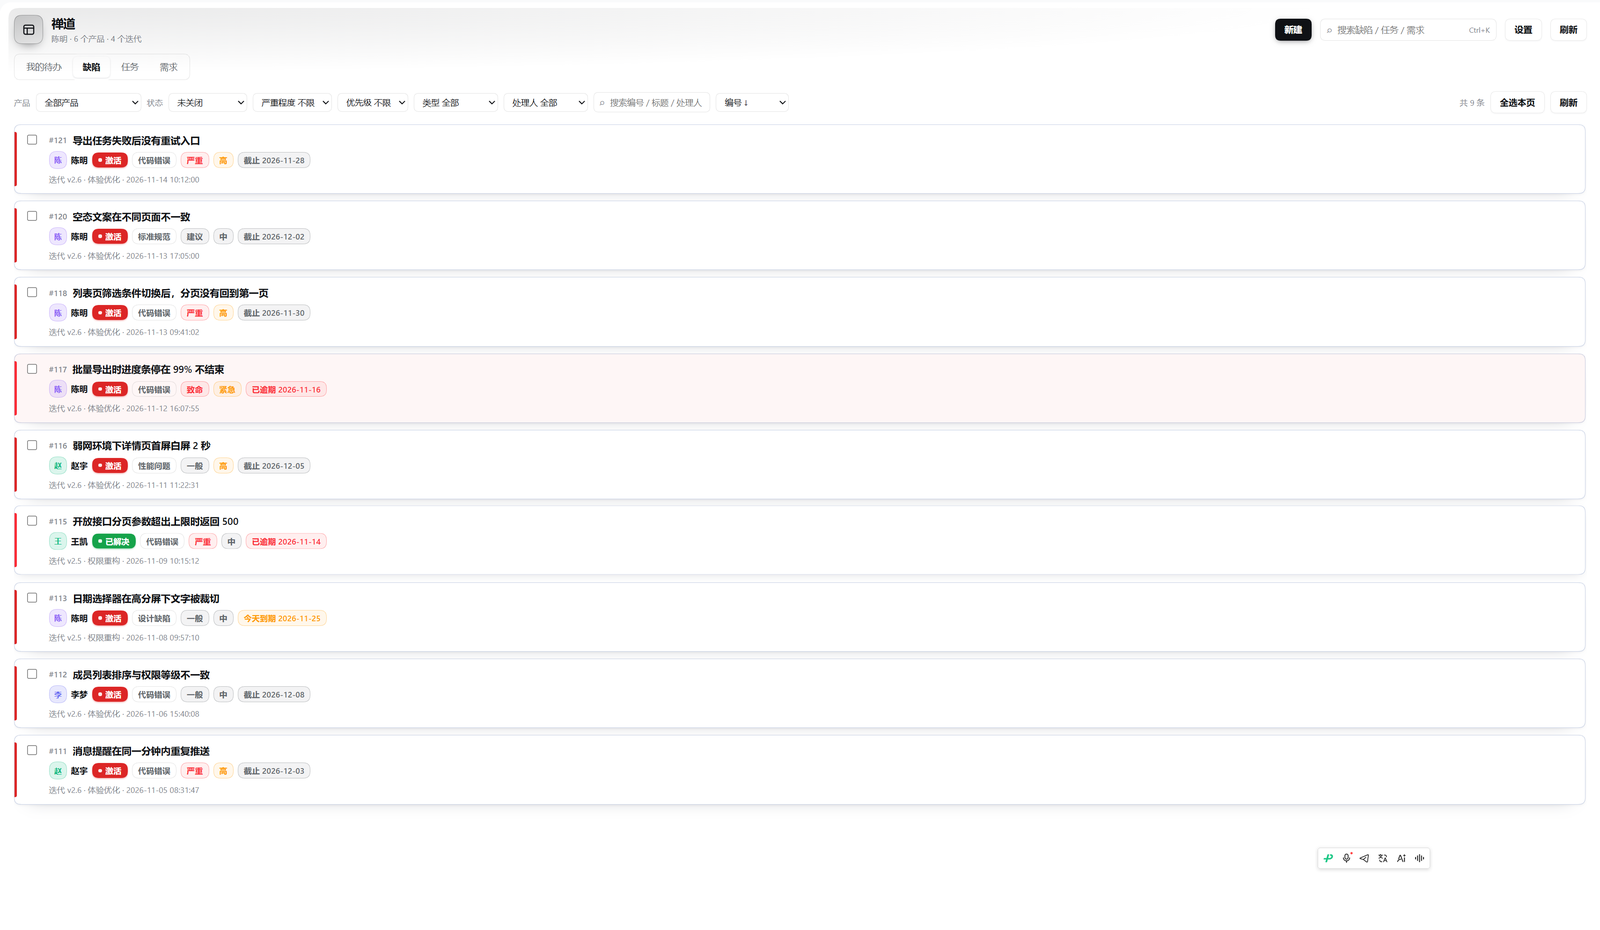 禅道
陈明 · 6 个产品 · 4 个迭代
新建
搜索缺陷 / 任务 / 需求 Ctrl+K
设置
刷新
我的待办 缺陷 任务 需求
产品 全部产品 状态 未关闭 严重程度 不限 优先级 不限 类型 全部 处理人 全部 搜索编号 / 标题 / 处理人 编号 ↓ 共 9 条 全选本页 刷新
#121 导出任务失败后没有重试入口
陈 陈明 激活 代码错误 严重 高 截止 2026-11-28
迭代 v2.6 · 体验优化 · 2026-11-14 10:12:00
#120 空态文案在不同页面不一致
陈 陈明 激活 标准规范 建议 中 截止 2026-12-02
迭代 v2.6 · 体验优化 · 2026-11-13 17:05:00
#118 列表页筛选条件切换后，分页没有回到第一页
陈 陈明 激活 代码错误 严重 高 截止 2026-11-30
迭代 v2.6 · 体验优化 · 2026-11-13 09:41:02
#117 批量导出时进度条停在 99% 不结束
陈 陈明 激活 代码错误 致命 紧急 已逾期 2026-11-16
迭代 v2.6 · 体验优化 · 2026-11-12 16:07:55
#116 弱网环境下详情页首屏白屏 2 秒
赵 赵宇 激活 性能问题 一般 高 截止 2026-12-05
迭代 v2.6 · 体验优化 · 2026-11-11 11:22:31
#115 开放接口分页参数超出上限时返回 500
王 王凯 已解决 代码错误 严重 中 已逾期 2026-11-14
迭代 v2.5 · 权限重构 · 2026-11-09 10:15:12
#113 日期选择器在高分屏下文字被裁切
陈 陈明 激活 设计缺陷 一般 中 今天到期 2026-11-25
迭代 v2.5 · 权限重构 · 2026-11-08 09:57:10
#112 成员列表排序与权限等级不一致
李 李梦 激活 代码错误 一般 中 截止 2026-12-08
迭代 v2.6 · 体验优化 · 2026-11-06 15:40:08
#111 消息提醒在同一分钟内重复推送
赵 赵宇 激活 代码错误 严重 高 截止 2026-12-03
迭代 v2.6 · 体验优化 · 2026-11-05 08:31:47